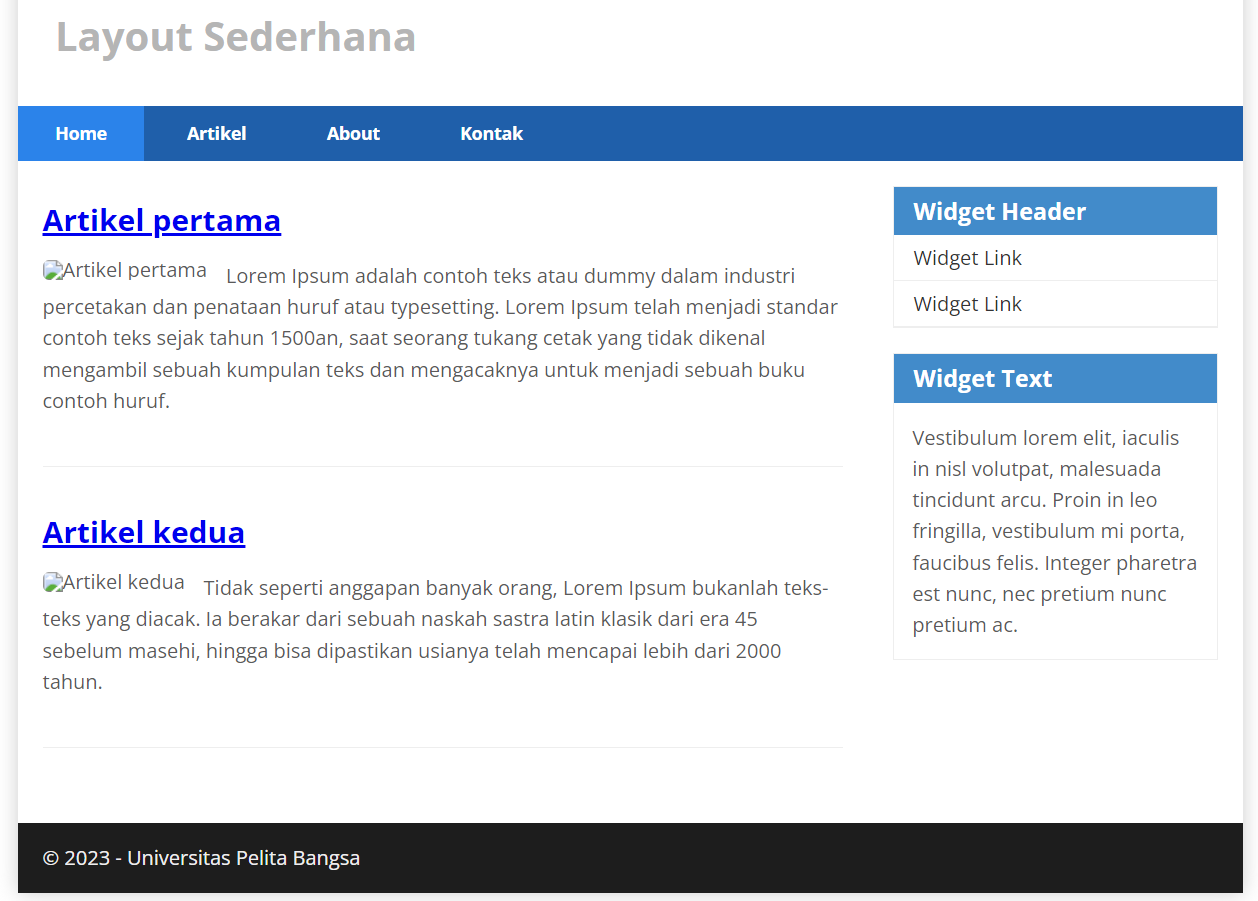 Layout Sederhana
Home Artikel About Kontak
Artikel pertama
Artikel pertama Lorem Ipsum adalah contoh teks atau dummy dalam industri
percetakan dan penataan huruf atau typesetting. Lorem Ipsum telah menjadi standar
contoh teks sejak tahun 1500an, saat seorang tukang cetak yang tidak dikenal
mengambil sebuah kumpulan teks dan mengacaknya untuk menjadi sebuah buku
contoh huruf.
Artikel kedua
Artikel kedua Tidak seperti anggapan banyak orang, Lorem Ipsum bukanlah teks-
teks yang diacak. Ia berakar dari sebuah naskah sastra latin klasik dari era 45
sebelum masehi, hingga bisa dipastikan usianya telah mencapai lebih dari 2000
tahun.
Widget Header
Widget Link
Widget Link
Widget Text
Vestibulum lorem elit, iaculis
in nisl volutpat, malesuada
tincidunt arcu. Proin in leo
fringilla, vestibulum mi porta,
faucibus felis. Integer pharetra
est nunc, nec pretium nunc
pretium ac.
© 2023 - Universitas Pelita Bangsa